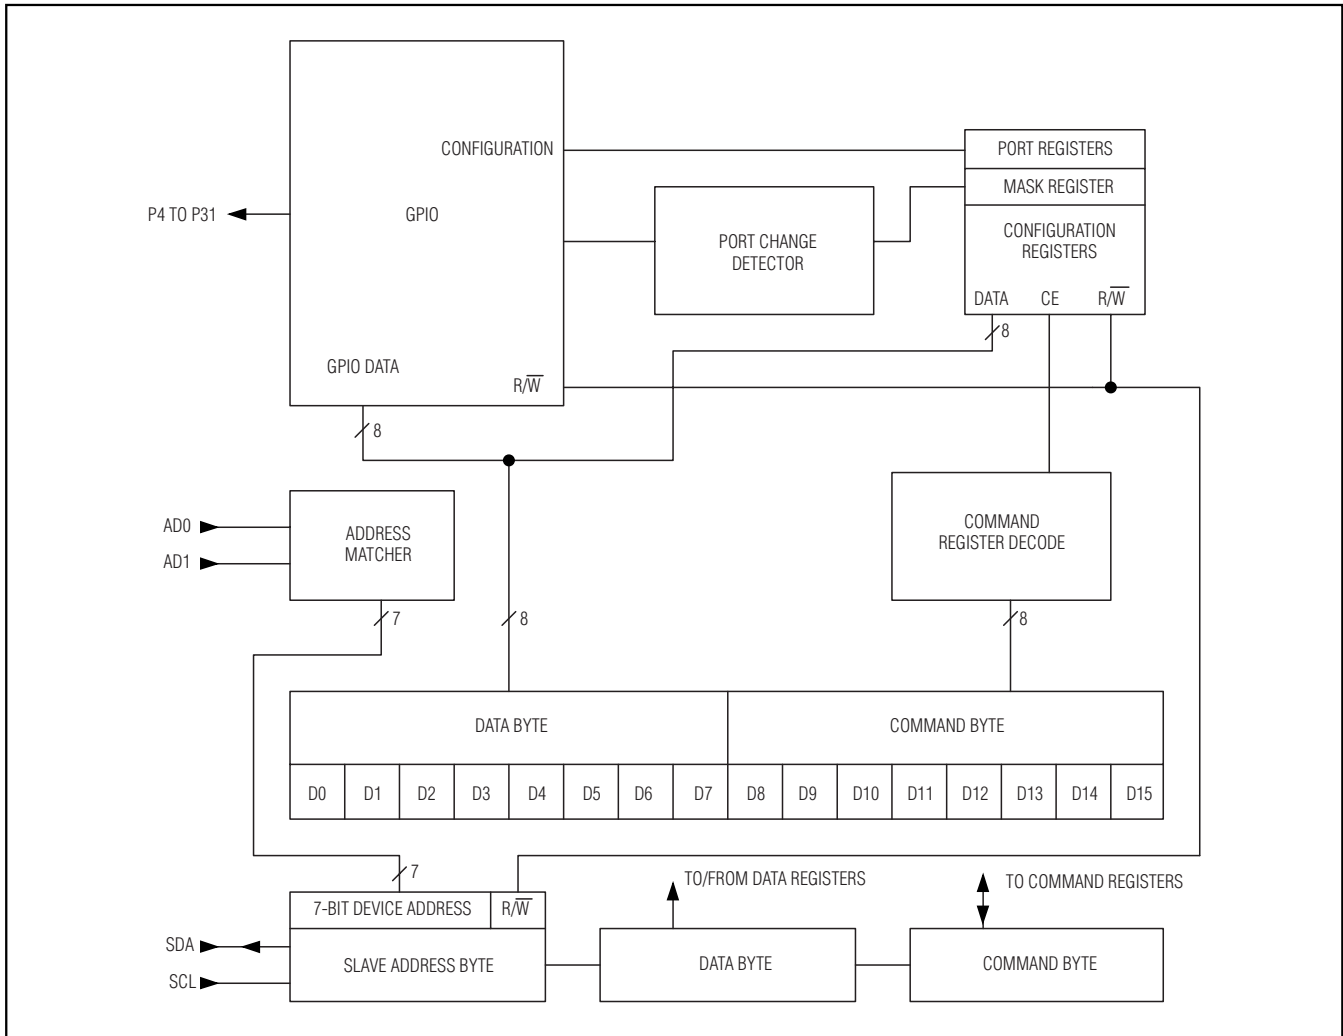 CONFIGURATION
PORT REGISTERS
MASK REGISTER
P4 TO P31
GPIO
PORT CHANGE
DETECTOR
CONFIGURATION
REGISTERS
DATA
CE
R/W̅
8
GPIO DATA
R/W̅
8
AD0
AD1
ADDRESS
MATCHER
COMMAND
REGISTER DECODE
7
8
8
DATA BYTE
COMMAND BYTE
D0 D1 D2 D3 D4 D5 D6 D7 D8 D9 D10 D11 D12 D13 D14 D15
7
TO/FROM DATA REGISTERS
TO COMMAND REGISTERS
7-BIT DEVICE ADDRESS
R/W̅
SDA
SCL
SLAVE ADDRESS BYTE
DATA BYTE
COMMAND BYTE